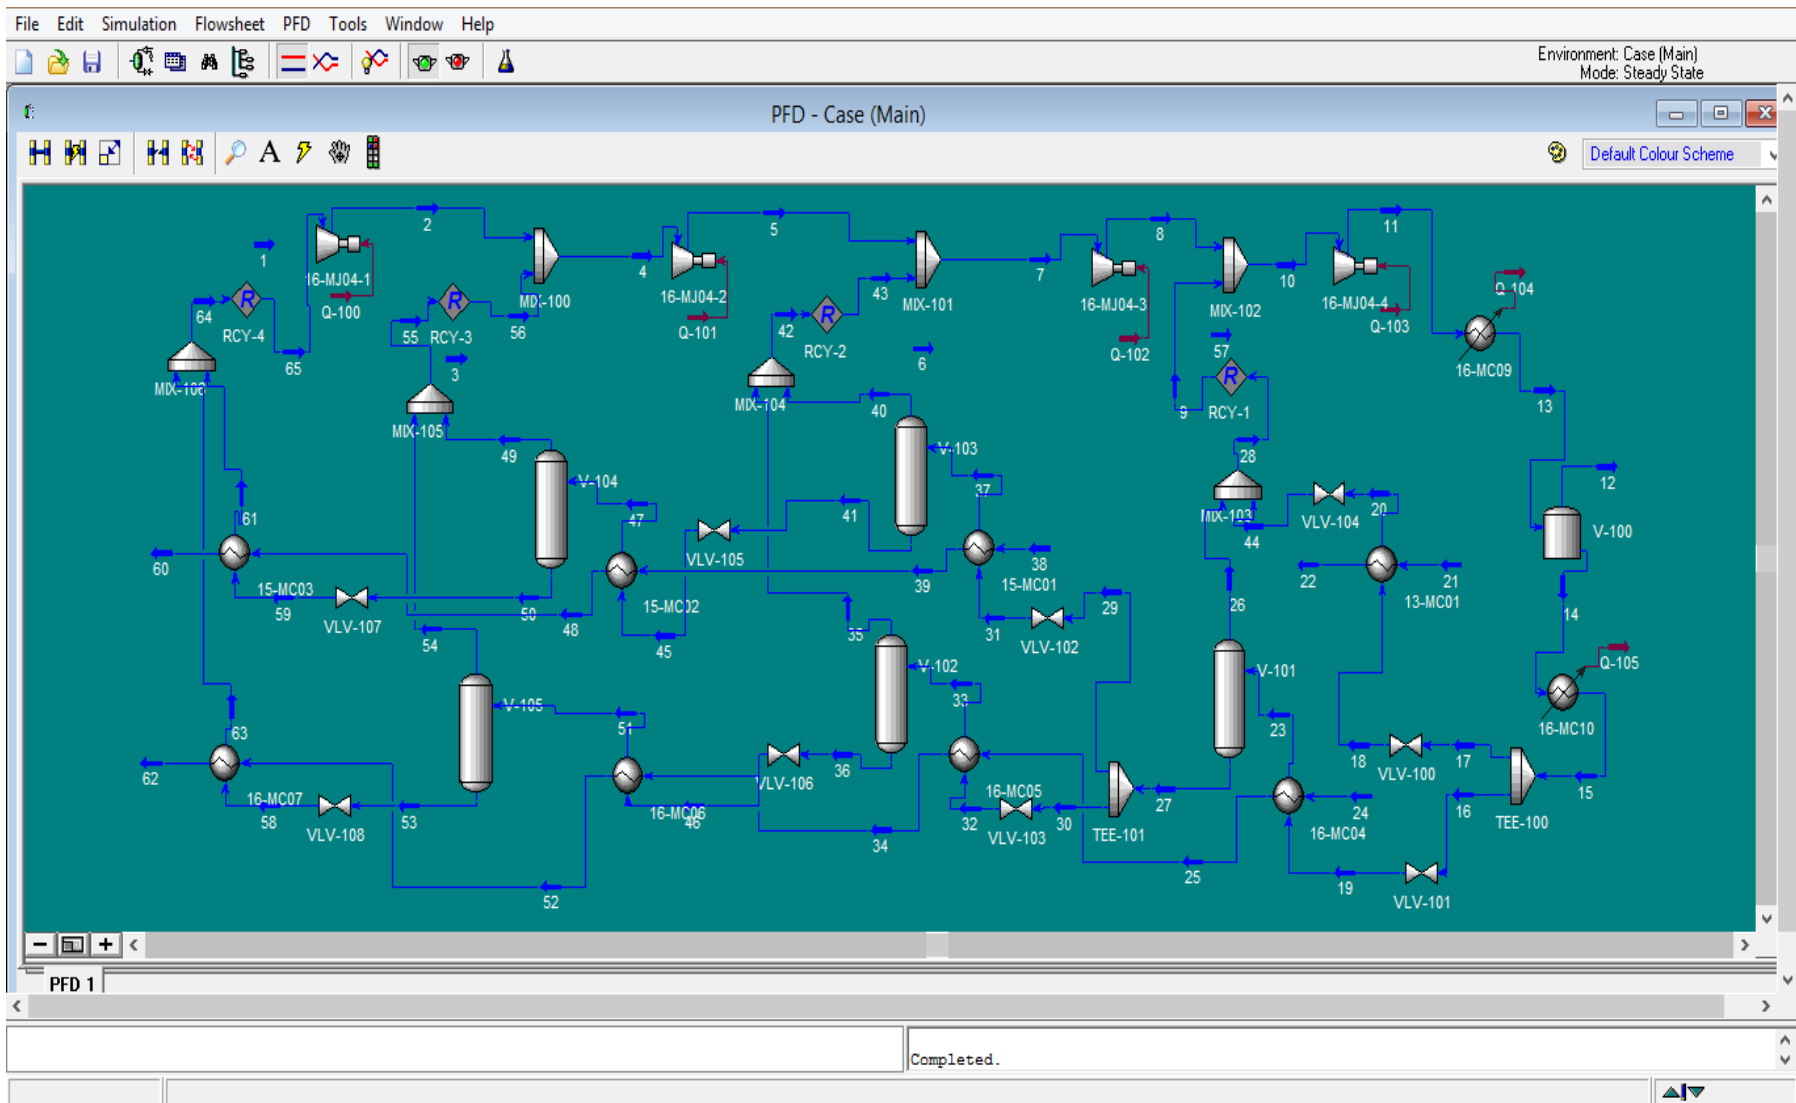 File Edit Simulation Flowsheet PFD Tools Window Help
Environment: Case (Main)
Mode: Steady State
PFD - Case (Main)
A
Default Colour Scheme
2
5
8
11
1
16-MJ04-1
4
16-MJ04-2
7
16-MJ04-3
10
16-MJ04-4
Q-104
Q-100
MIX-100
Q-101
43
MIX-101
Q-102
MIX-102
Q-103
64
R
RCY-4
65
55
R
RCY-3
56
42
R
RCY-2
6
57
16-MC09
MIX-106
3
MIX-104
40
9
R
RCY-1
13
MIX-105
49
V-104
V-103
28
12
61
47
41
37
MIX-103
44
VLV-104
20
V-100
60
15-MC03
VLV-105
38
39
15-MC01
22
21
13-MC01
59
VLV-107
50
48
15-MC02
45
35
31
VLV-102
29
26
14
54
V-102
33
V-101
Q-105
63
V-105
51
23
16-MC10
62
16-MC07
58
VLV-108
53
16-MC06
46
VLV-106
36
16-MC05
32
VLV-103
30
TEE-101
27
24
16-MC04
18
VLV-100
17
16
TEE-100
15
34
25
19
VLV-101
52
PFD 1
Completed.